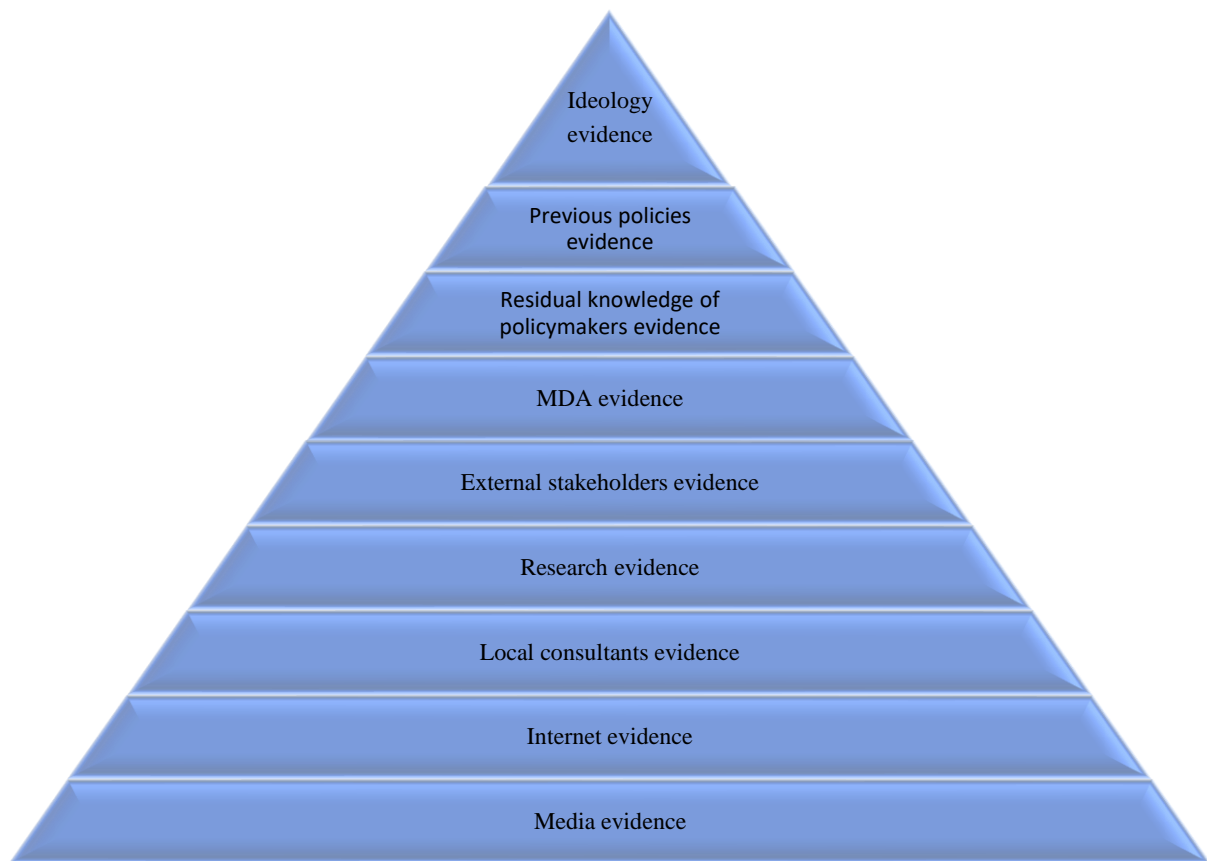 Ideology
evidence
Previous policies
evidence
Residual knowledge of
policymakers evidence
MDA evidence
External stakeholders evidence
Research evidence
Local consultants evidence
Internet evidence
Media evidence